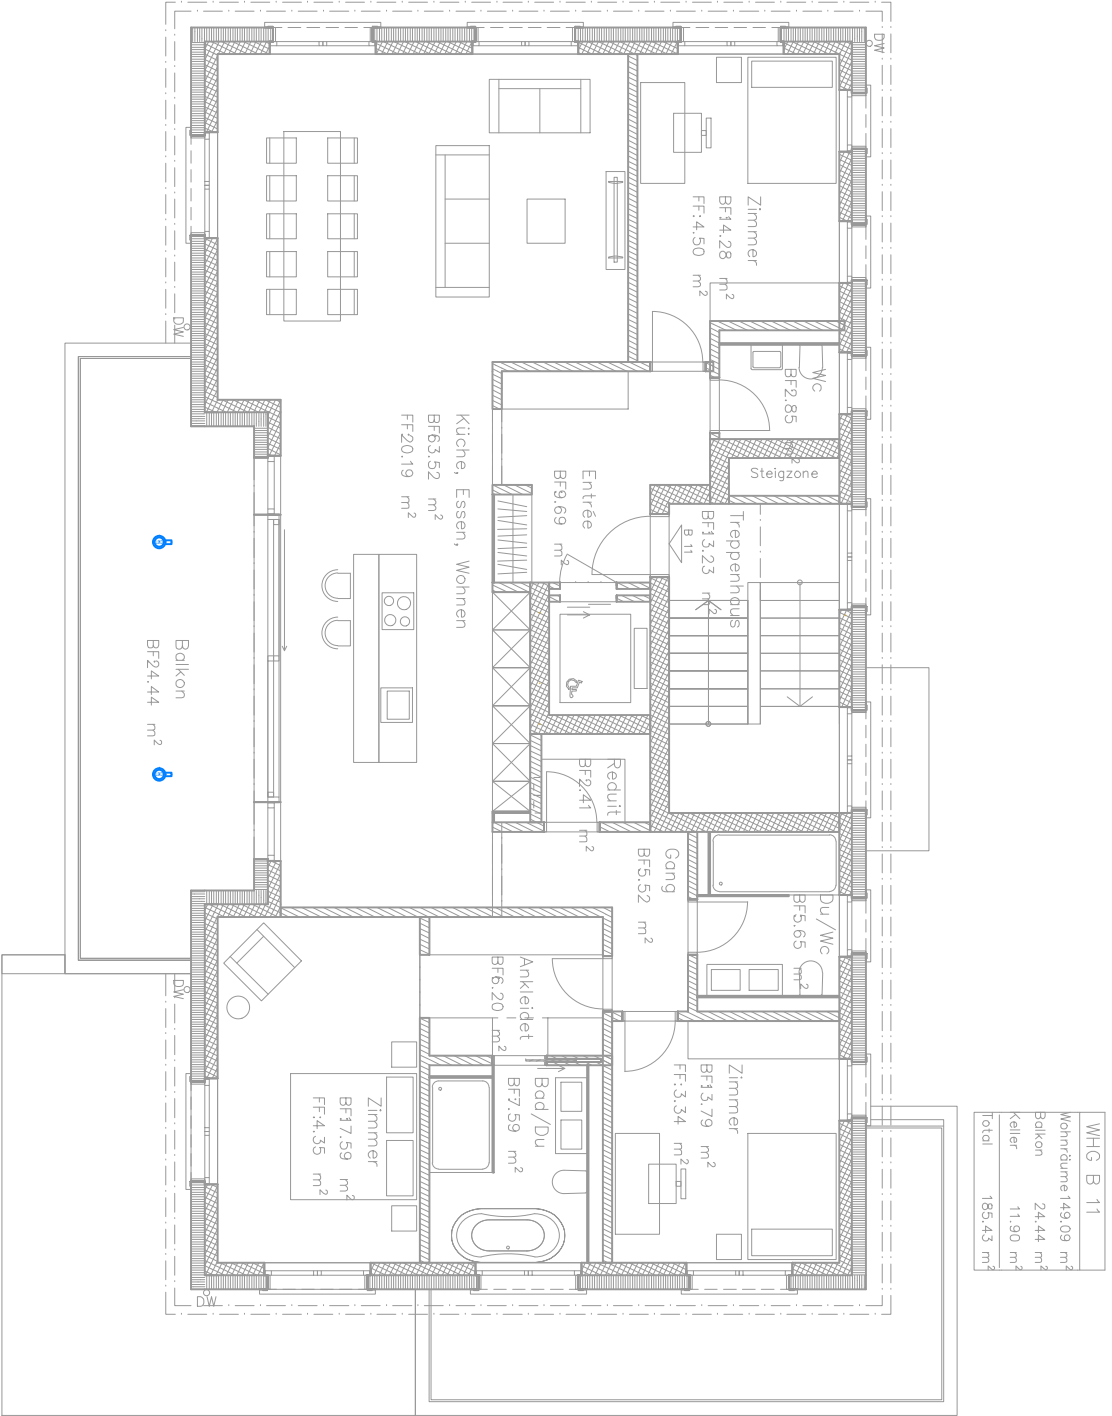 DW
Zimmer
BF14.28 m²
FF:4.50 m²
Wc
BF2.85 m²
Steigzone
DW
Küche, Essen, Wohnen
BF63.52 m²
FF20.19 m²
Entrée
BF9.69 m²
B 11
Treppenhaus
BF13.23 m²
Balkon
BF24.44 m²
Reduit
BF2.41 m²
Gang
BF5.52 m²
Du/Wc
BF5.65 m²
Ankleidet
BF6.20 m²
DW
Zimmer
BF17.59 m²
FF:4.35 m²
Bad/Du
BF7.59 m²
Zimmer
BF13.79 m²
FF:3.34 m²
DW
WHG B 11
Wohnräume 149.09 m²
Balkon 24.44 m²
Keller 11.90 m²
Total 185.43 m²